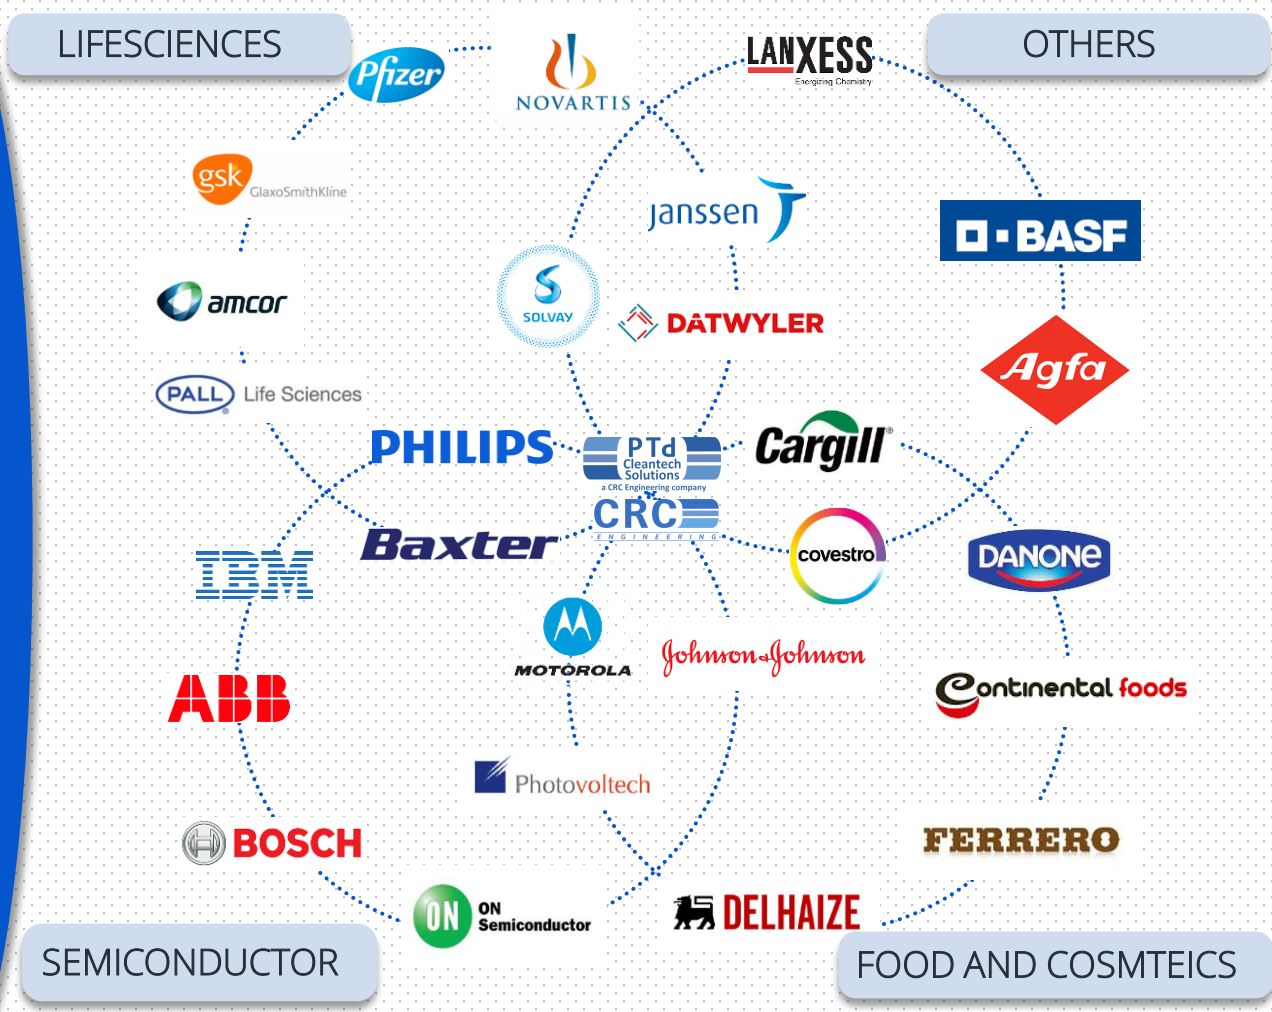 LIFESCIENCES
OTHERS
Pfizer
NOVARTIS
LANXESS
Energizing Chemistry
gsk
GlaxoSmithKline
janssen
BASF
SOLVAY
amcor
DATWYLER
Agfa
PALL
®
Life Sciences
PHILIPS
PTd
Cleantech
Solutions
a CRC Engineering company
Cargill®
CRC
ENGINEERING
Baxter
covestro
DANONE
IBM
MOTOROLA
Johnson&Johnson
ABB
Continental foods
Photovoltech
BOSCH
FERRERO
ON
ON
Semiconductor
DELHAIZE
SEMICONDUCTOR
FOOD AND COSMTEICS